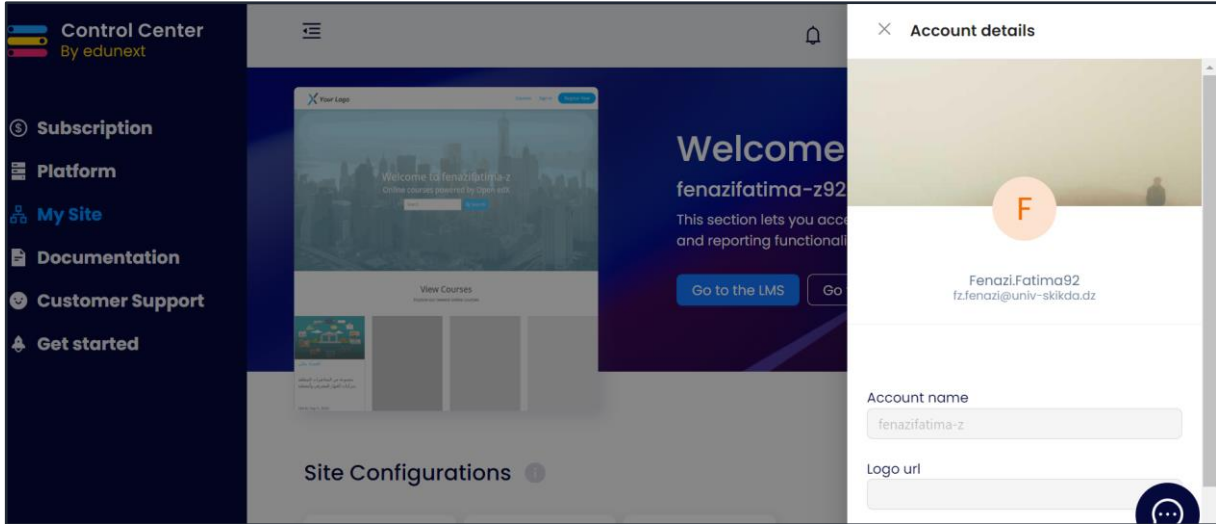 Control Center
By edunext
Subscription
Platform
My Site
Documentation
Customer Support
Get started
Your Logo
Welcome to fenazifatima-z
Online courses powered by Open edX
View Courses
Welcome
fenazifatima-z92
This section lets you acce
and reporting functionali
Go to the LMS
Go
Site Configurations
Account details
F
Fenazi.Fatima92
fz.fenazi@univ-skikda.dz
Account name
fenazifatima-z
Logo url